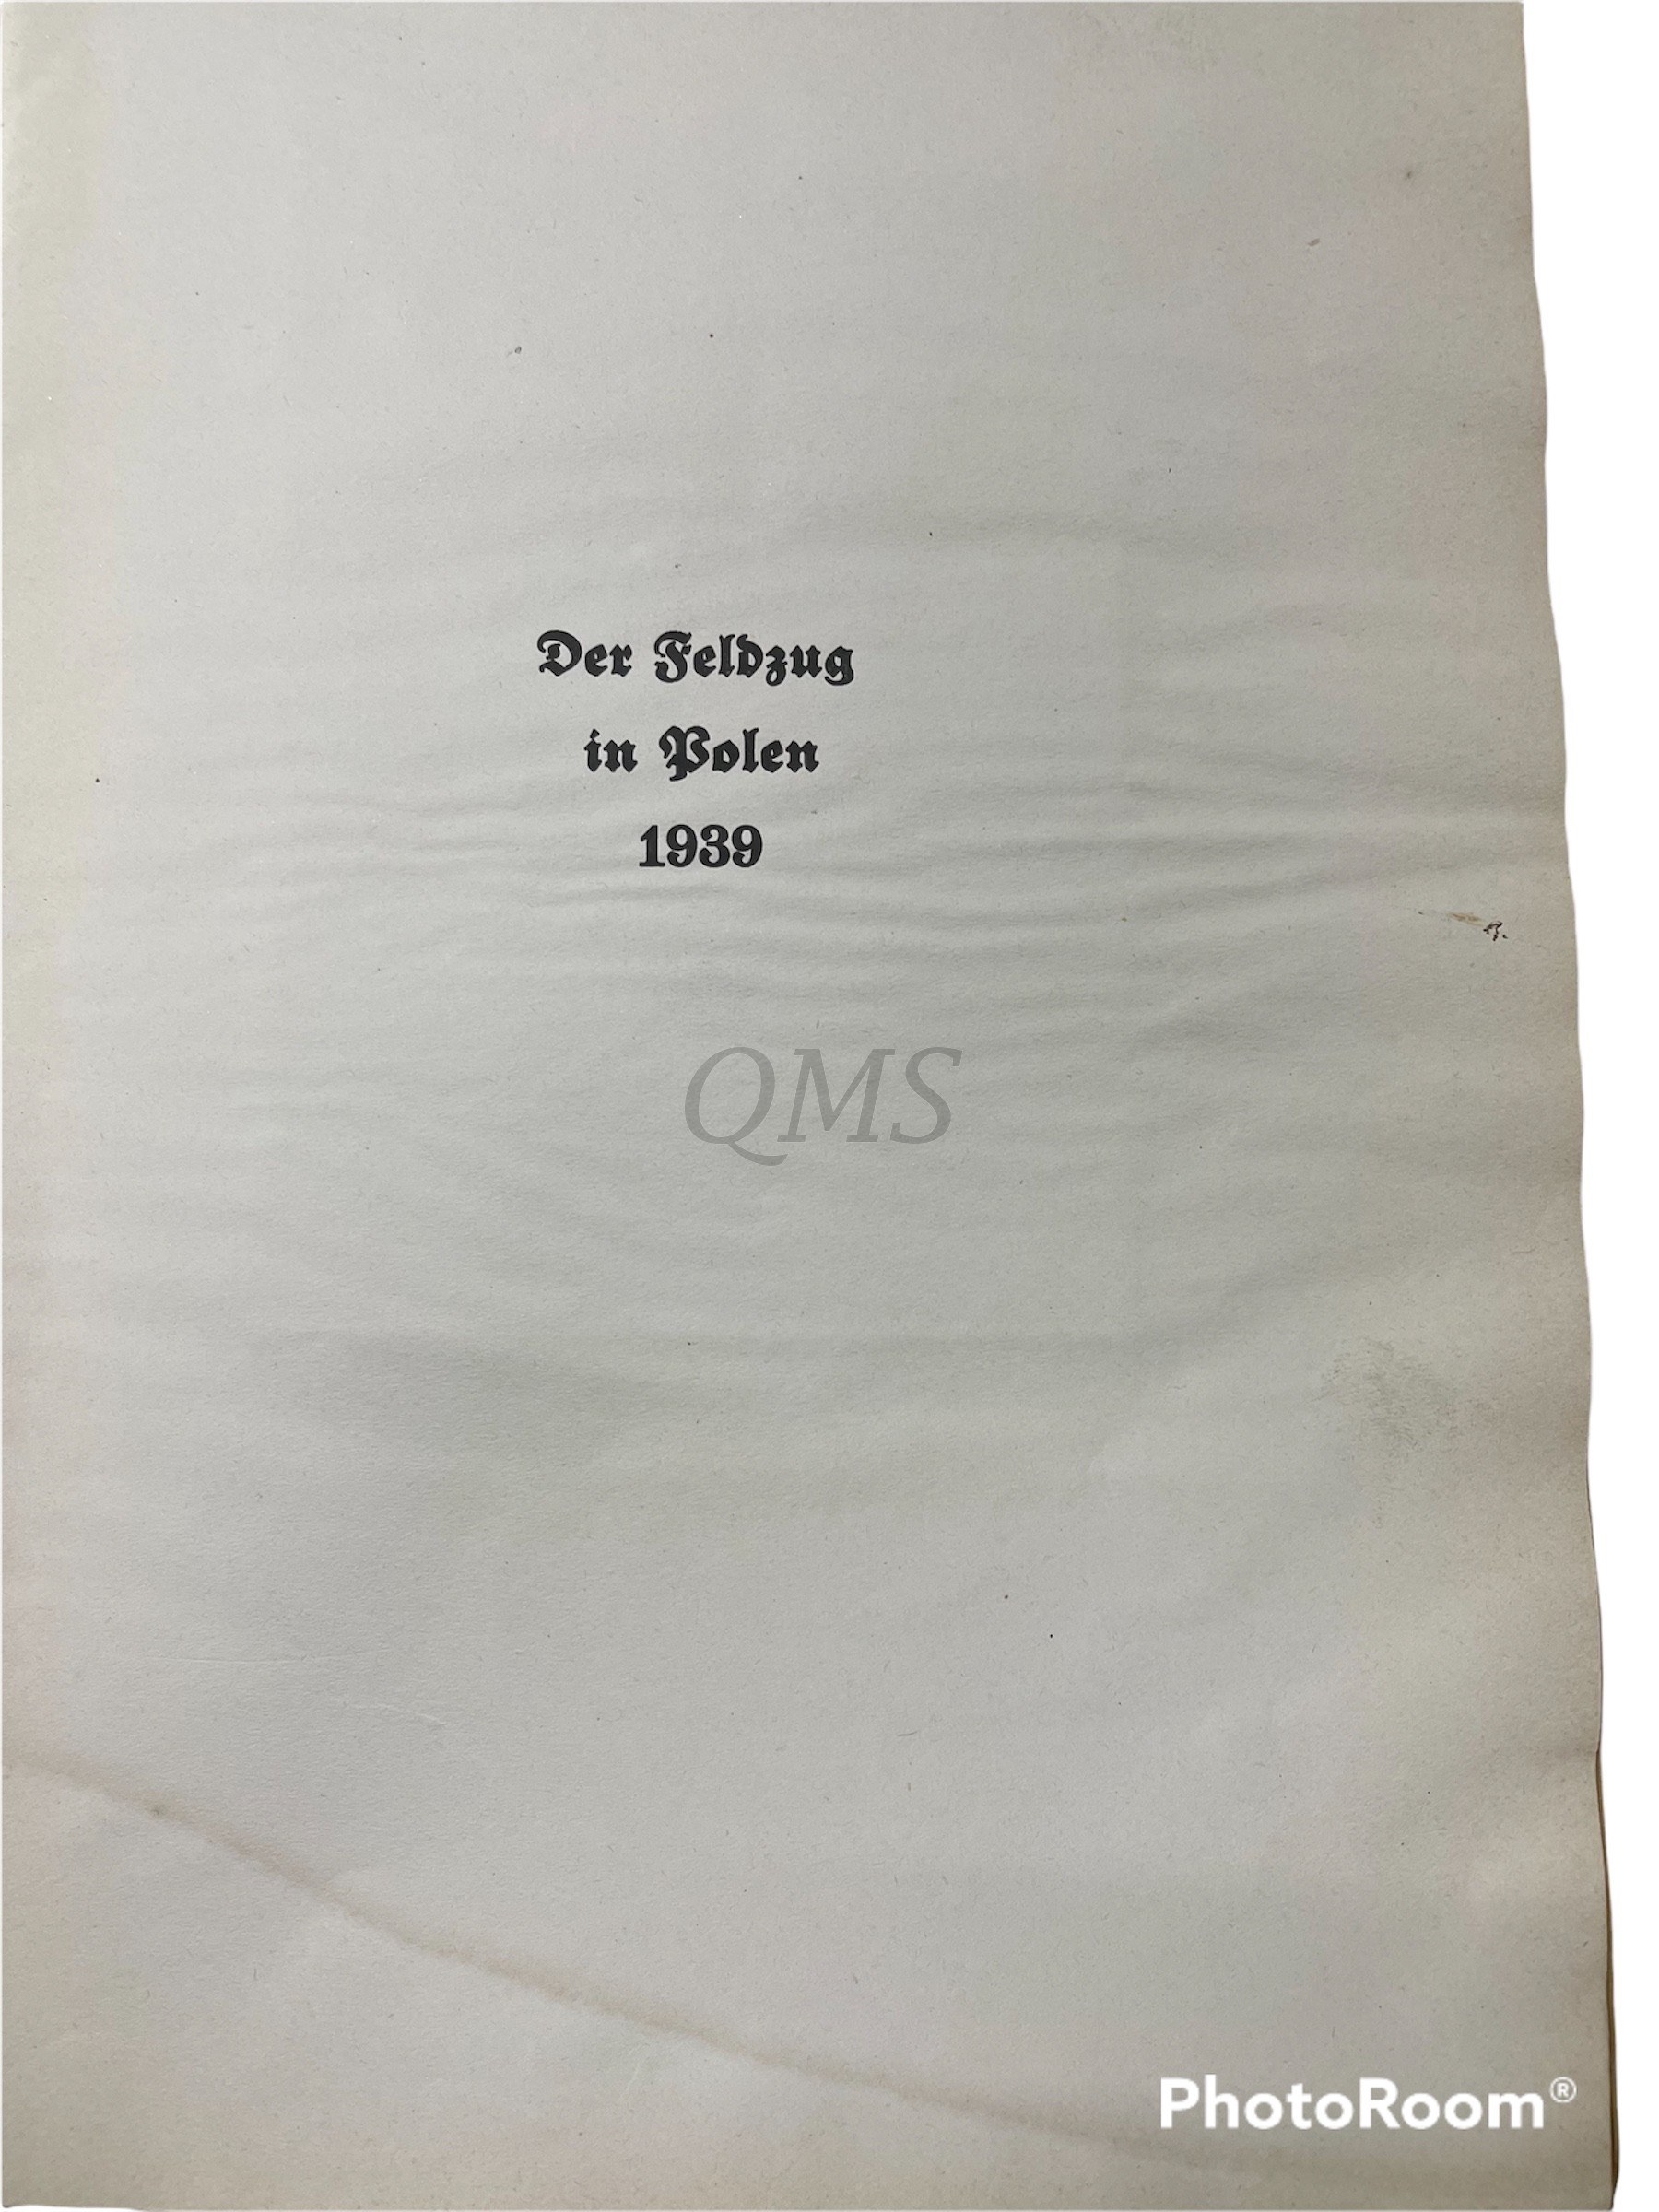 Der Feldzug
in Polen
1939
QMS
PhotoRoom®